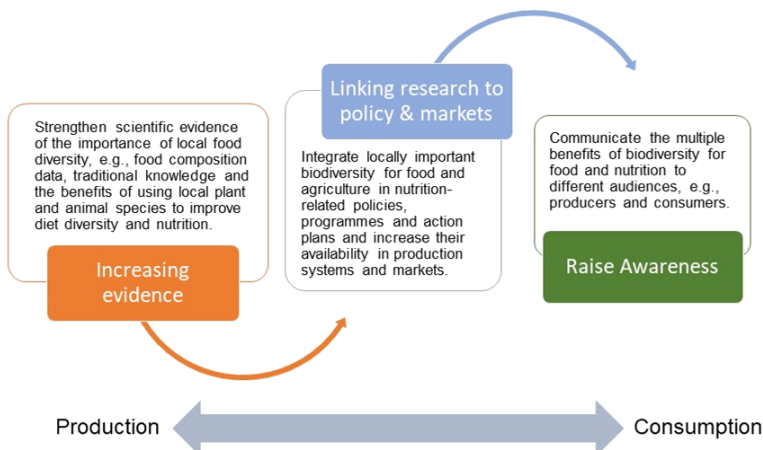 Strengthen scientific evidence
of the importance of local food
diversity, e.g., food composition
data, traditional knowledge and
the benefits of using local plant
and animal species to improve
diet diversity and nutrition.
Increasing
evidence
Linking research to
policy & markets
Integrate locally important
biodiversity for food and
agriculture in nutrition-
related policies,
programmes and action
plans and increase their
availability in production
systems and markets.
Communicate the multiple
benefits of biodiversity for
food and nutrition to
different audiences, e.g.,
producers and consumers.
Raise Awareness
Production
Consumption